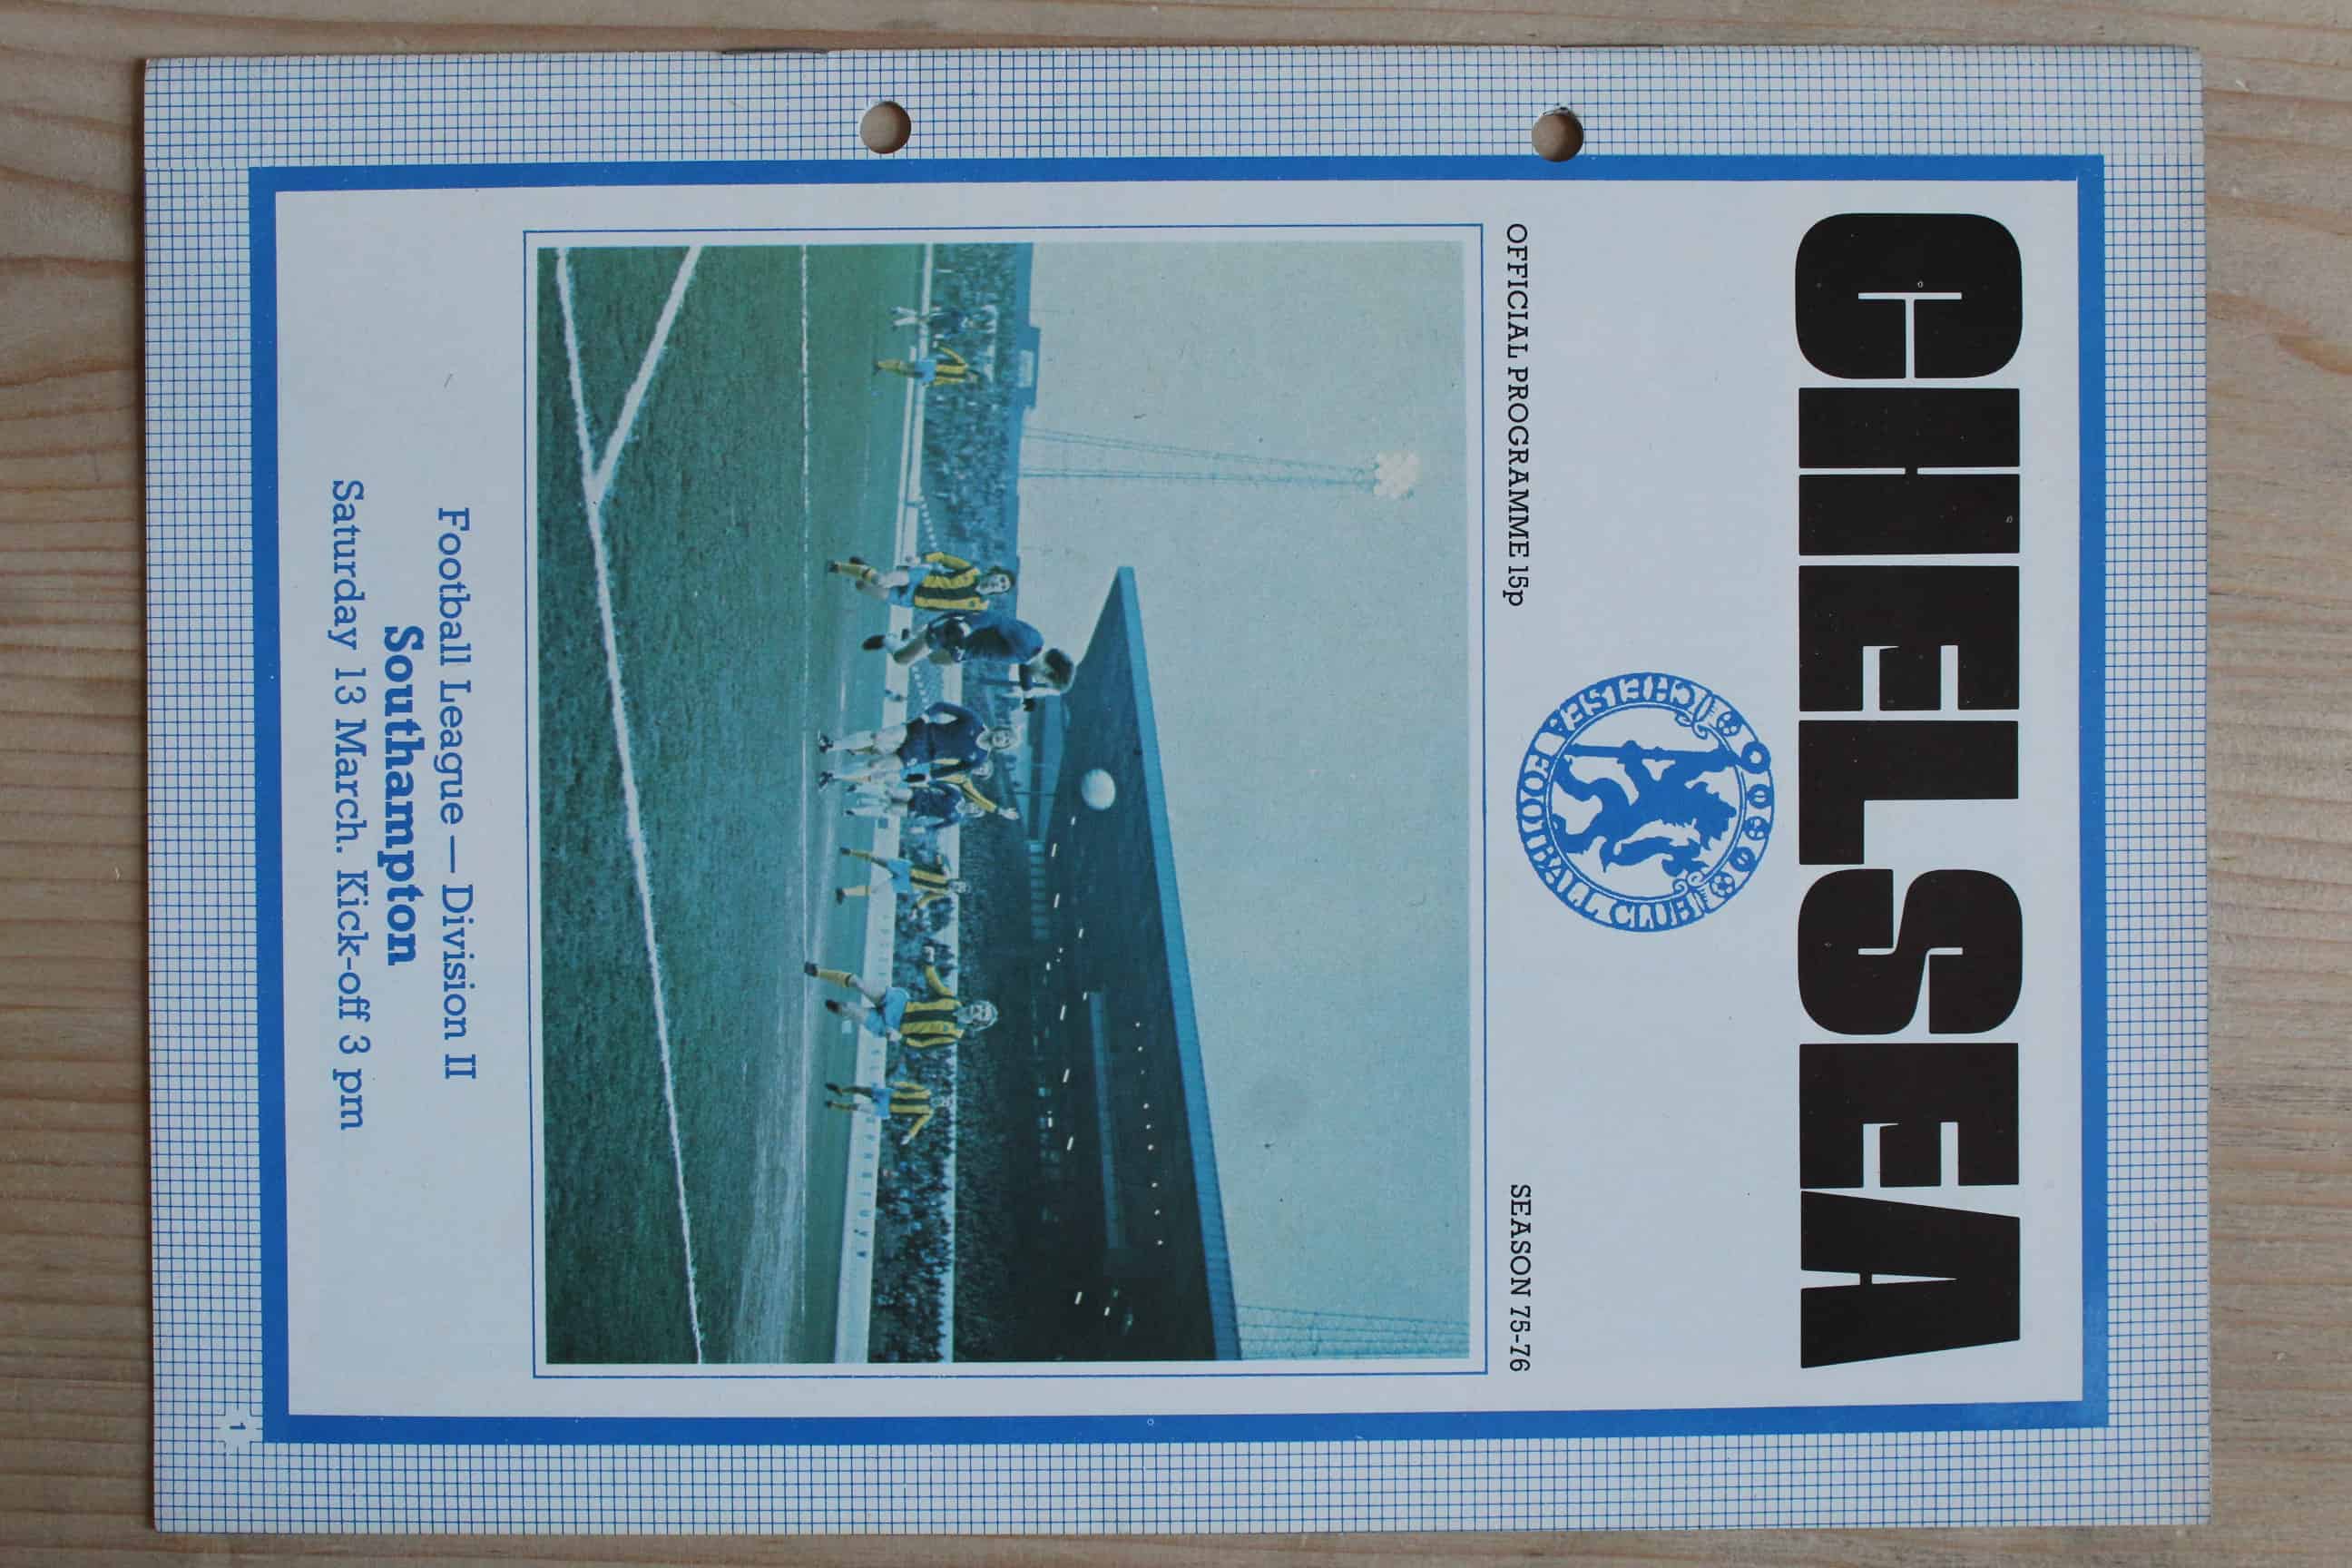 CHELSEA
CHELSEA FOOTBALL CLUB
OFFICIAL PROGRAMME 15p
SEASON 75-76
Football League — Division II
Southampton
Saturday 13 March. Kick-off 3 pm
1